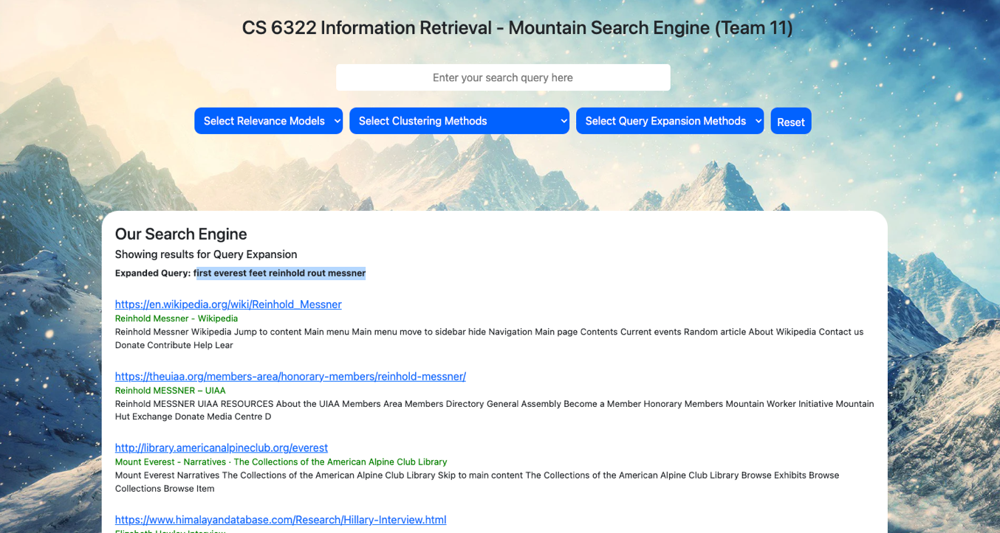 CS 6322 Information Retrieval - Mountain Search Engine (Team 11)
Enter your search query here
Select Relevance Models
Select Clustering Methods
Select Query Expansion Methods
Reset
Our Search Engine
Showing results for Query Expansion
Expanded Query: first everest feet reinhold rout messner
https://en.wikipedia.org/wiki/Reinhold_Messner
Reinhold Messner - Wikipedia
Reinhold Messner Wikipedia Jump to content Main menu Main menu move to sidebar hide Navigation Main page Contents Current events Random article About Wikipedia Contact us
Donate Contribute Help Lear
https://theuiaa.org/members-area/honorary-members/reinhold-messner/
Reinhold MESSNER – UIAA
Reinhold MESSNER UIAA RESOURCES About the UIAA Members Area Members Directory General Assembly Become a Member Honorary Members Mountain Worker Initiative Mountain
Hut Exchange Donate Media Centre D
http://library.americanalpineclub.org/everest
Mount Everest - Narratives · The Collections of the American Alpine Club Library
Mount Everest Narratives The Collections of the American Alpine Club Library Skip to main content The Collections of the American Alpine Club Library Browse Exhibits Browse
Collections Browse Item
https://www.himalayandatabase.com/Research/Hillary-Interview.html
Elizabeth Hawley Interview